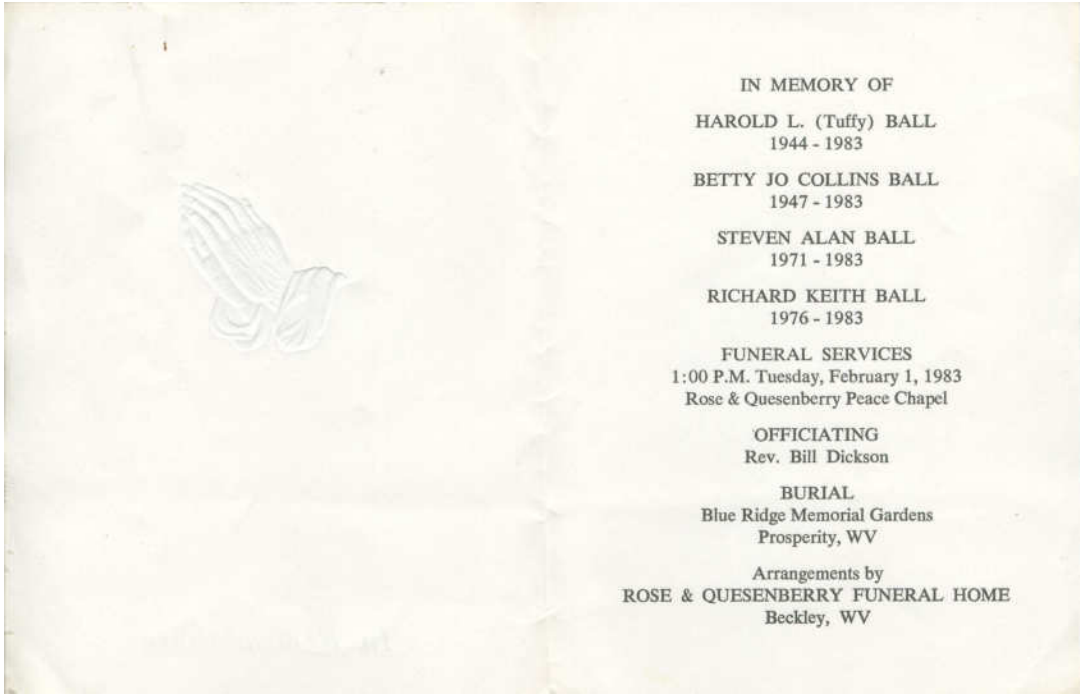 IN MEMORY OF
HAROLD L. (Tuffy) BALL
1944 - 1983
BETTY JO COLLINS BALL
1947 - 1983
STEVEN ALAN BALL
1971 - 1983
RICHARD KEITH BALL
1976 - 1983
FUNERAL SERVICES
1:00 P.M. Tuesday, February 1, 1983
Rose & Quesenberry Peace Chapel
OFFICIATING
Rev. Bill Dickson
BURIAL
Blue Ridge Memorial Gardens
Prosperity, WV
Arrangements by
ROSE & QUESENBERRY FUNERAL HOME
Beckley, WV